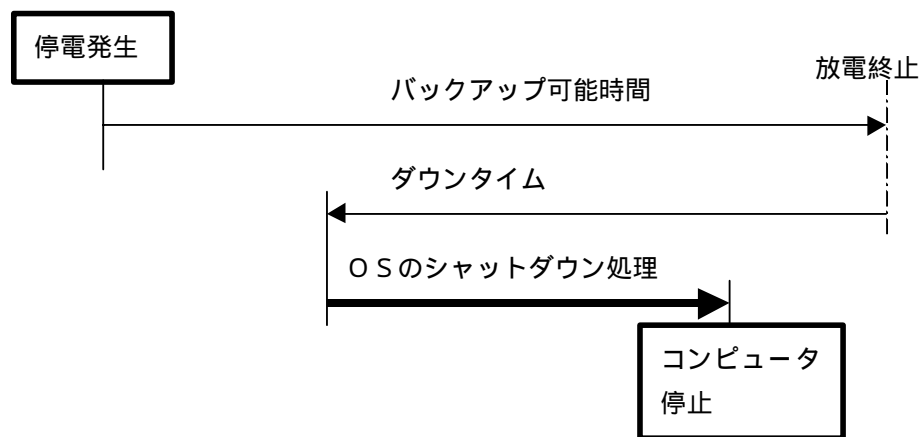 停電発生
放電終止
バックアップ可能時間
ダウンタイム
ＯＳのシャットダウン処理
コンピュータ
停止